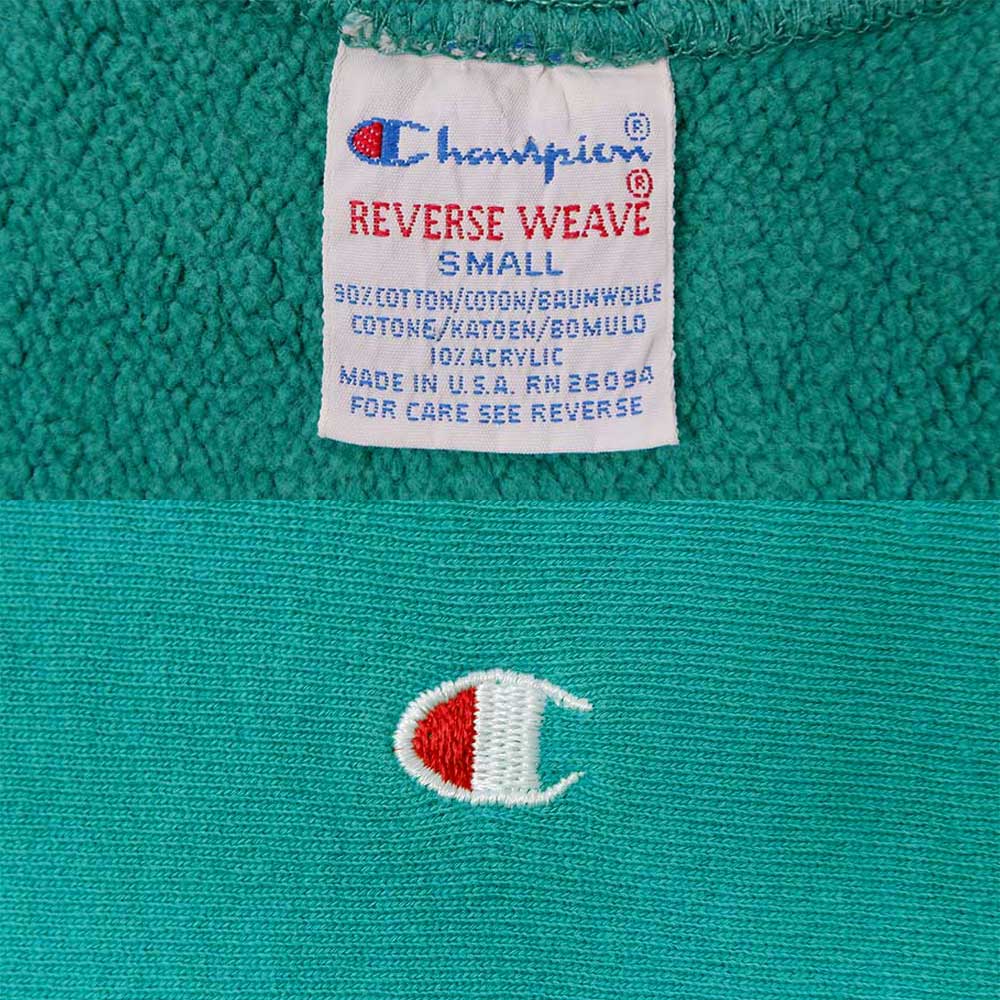 Champion®
REVERSE WEAVE®
SMALL
90% COTTON/COTON/BAUMWOLLE
COTONE/KATOEN/BOMULD
10% ACRYLIC
MADE IN U.S.A. RN 26094
FOR CARE SEE REVERSE